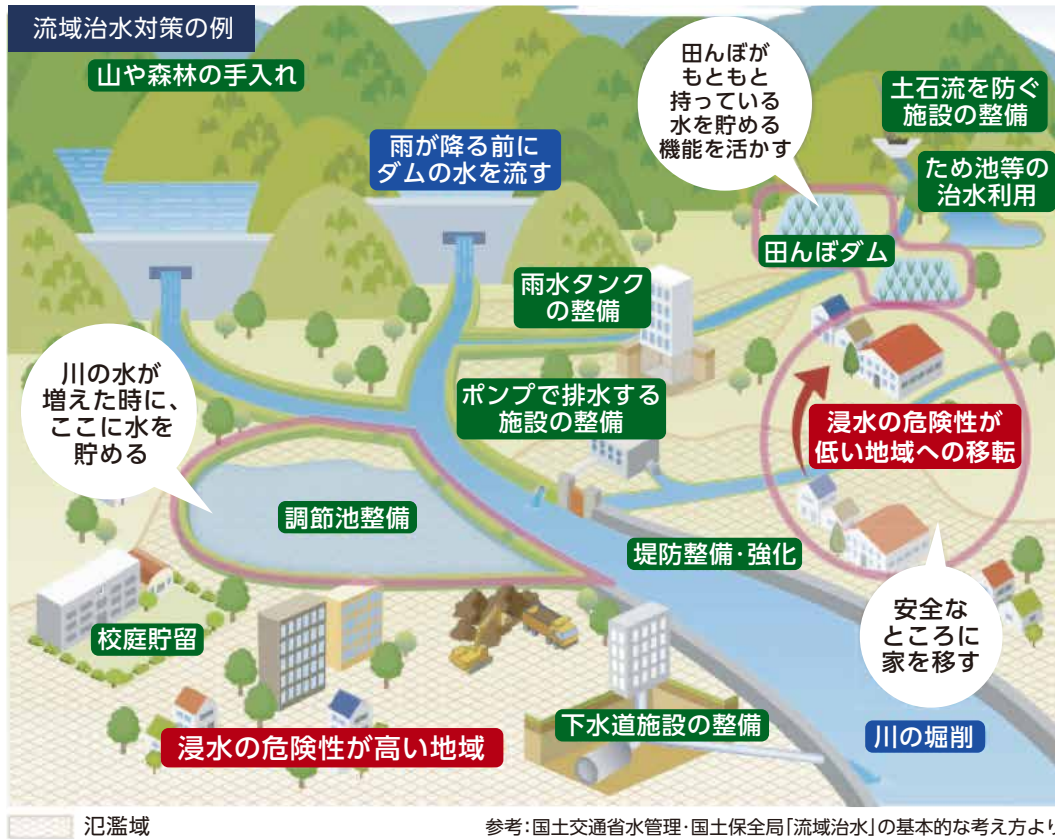 流域治水対策の例
山や森林の手入れ
田んぼが
もともと
持っている
水を貯める
機能を活かす
土石流を防ぐ
施設の整備
雨が降る前に
ダムの水を流す
ため池等の
治水利用
田んぼダム
雨水タンク
の整備
川の水が
増えた時に、
ここに水を
貯める
ポンプで排水する
施設の整備
浸水の危険性が
低い地域への移転
調節池整備
堤防整備・強化
安全な
ところに
家を移す
校庭貯留
浸水の危険性が高い地域
下水道施設の整備
川の堀削
氾濫域
参考:国土交通省水管理・国土保全局「流域治水」の基本的な考え方より